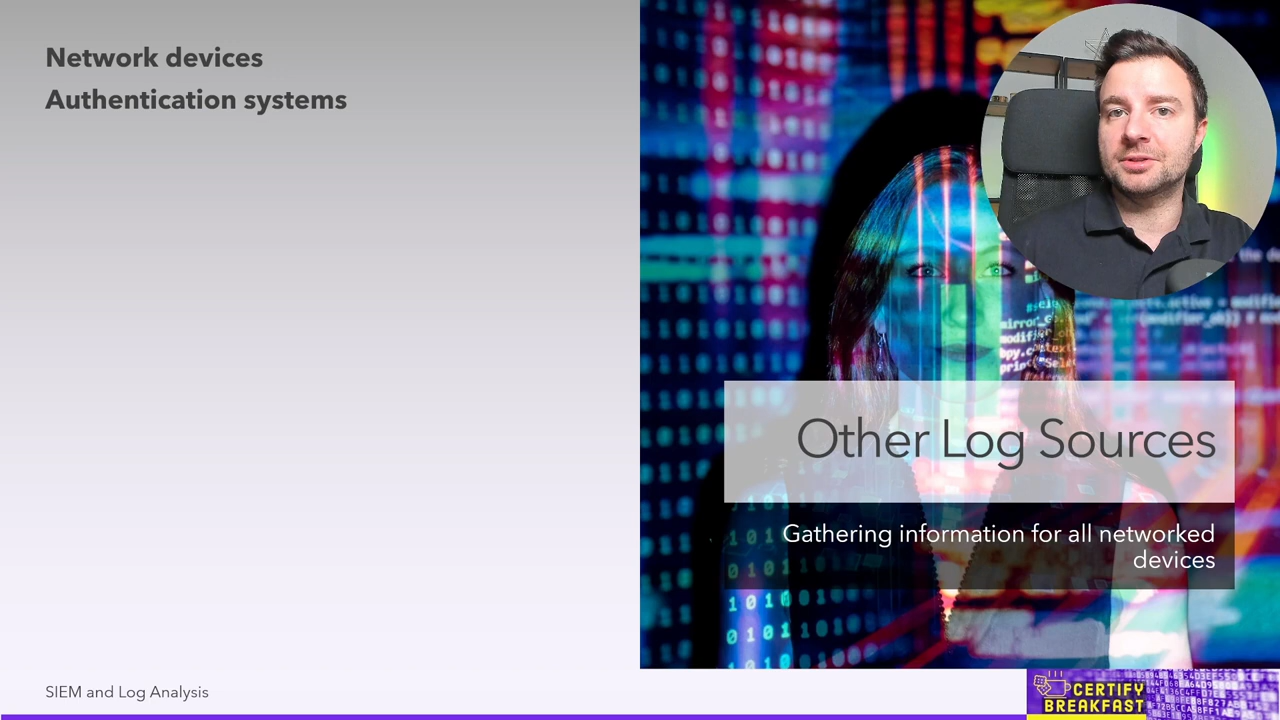 Network devices
Authentication systems
Other Log Sources
Gathering information for all networked
devices
SIEM and Log Analysis
CERTIFY
BREAKFAST